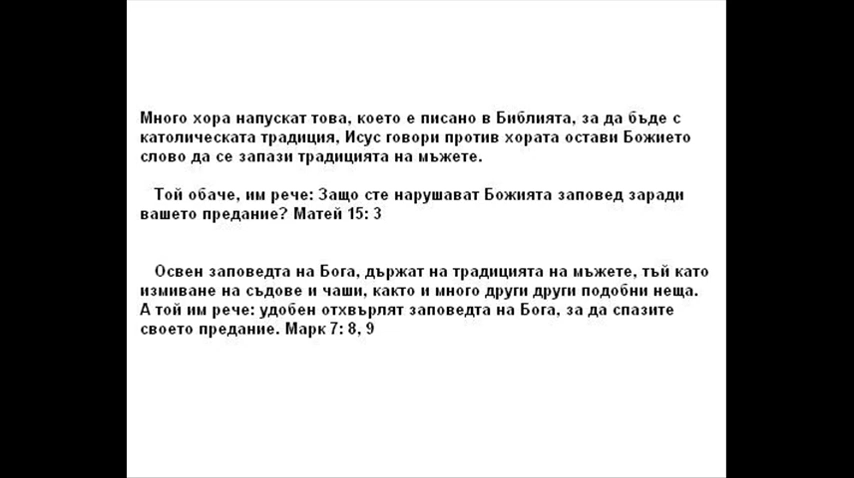 Много хора напускат това, което е писано в Библията, за да бъде с
католическата традиция, Исус говори против хората остави Божието
слово да се запази традицията на мъжете.
Той обаче, им рече: Защо сте нарушават Божията заповед заради
вашето предание? Матей 15: 3
Освен заповедта на Бога, държат на традицията на мъжете, тъй като
измиване на съдове и чаши, както и много други други подобни неща.
А той им рече: удобен отхвърлят заповедта на Бога, за да спазите
своето предание. Марк 7: 8, 9